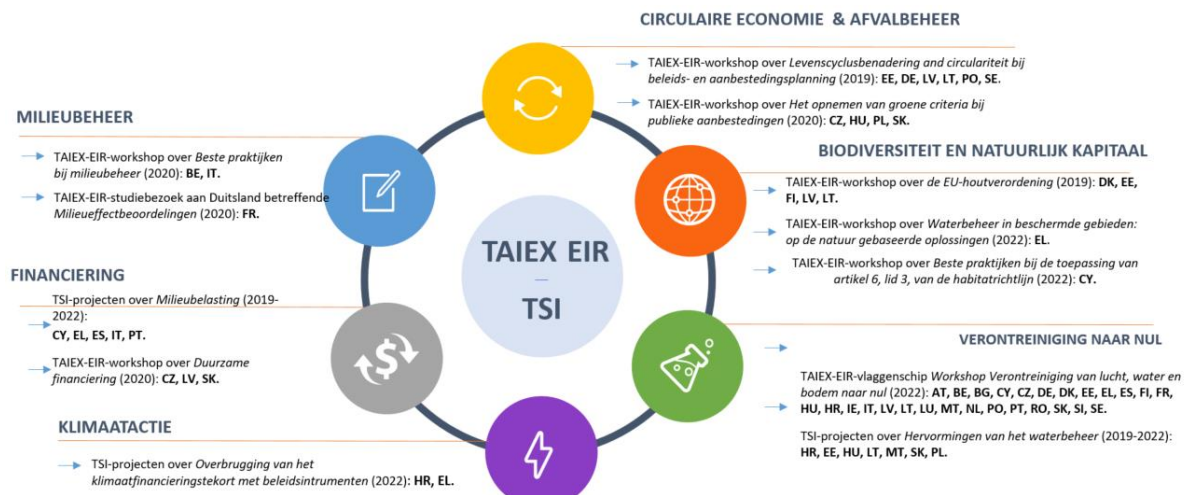 CIRCULAIRE ECONOMIE & AFVALBEHEER
TAIEX-EIR-workshop over Levenscyclusbenadering and circulariteit bij
beleids- en aanbestedingsplanning (2019): EE, DE, LV, LT, PO, SE.
TAIEX-EIR-workshop over Het opnemen van groene criteria bij
publieke aanbestedingen (2020): CZ, HU, PL, SK.
MILIEUBEHEER
TAIEX-EIR-workshop over Beste praktijken
bij milieubeheer (2020): BE, IT.
TAIEX-EIR-studiebezoek aan Duitsland betreffende
Milieueffectbeoordelingen (2020): FR.
BIODIVERSITEIT EN NATUURLIJK KAPITAAL
TAIEX-EIR-workshop over de EU-houtverordening (2019): DK, EE,
FI, LV, LT.
TAIEX-EIR-workshop over Waterbeheer in beschermde gebieden:
op de natuur gebaseerde oplossingen (2022): EL.
TAIEX-EIR-workshop over Beste praktijken bij de toepassing van
artikel 6, lid 3, van de habitatrichtlijn (2022): CY.
TAIEX EIR
TSI
FINANCIERING
TSI-projecten over Milieubelasting (2019-
2022):
CY, EL, ES, IT, PT.
TAIEX-EIR-workshop over Duurzame
financiering (2020): CZ, LV, SK.
VERONTREINIGING NAAR NUL
TAIEX-EIR-vlaggenschip Workshop Verontreiniging van lucht, water en
bodem naar nul (2022): AT, BE, BG, CY, CZ, DE, DK, EE, EL, ES, FI, FR,
HU, HR, IE, IT, LV, LT, LU, MT, NL, PO, PT, RO, SK, SI, SE.
TSI-projecten over Hervormingen van het waterbeheer (2019-2022):
HR, EE, HU, LT, MT, SK, PL.
KLIMAATACTIE
TSI-projecten over Overbrugging van het
klimaatfinancieringstekort met beleidsintrumenten (2022): HR, EL.